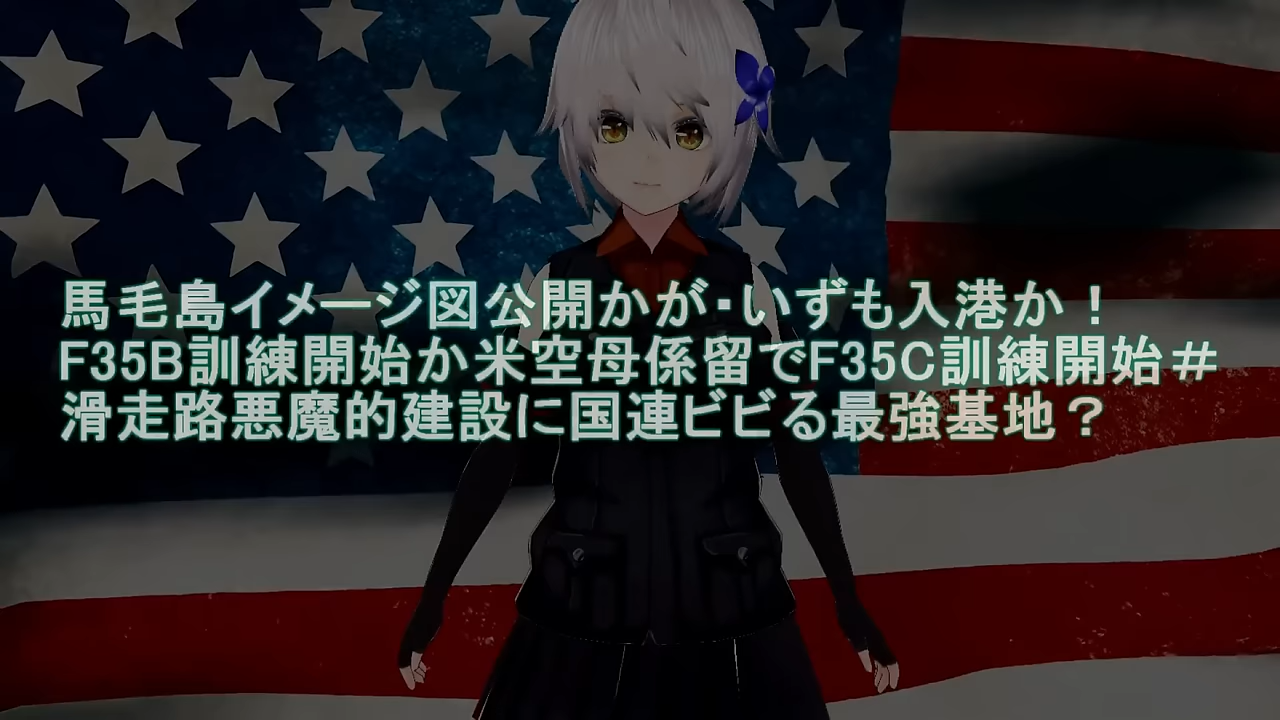 馬毛島イメージ図公開かが・いずも入港か！
F35B訓練開始か米空母係留でF35C訓練開始＃
滑走路悪魔的建設に国連ビビる最強基地？